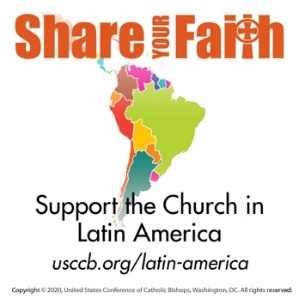 Share YOUR Faith
Support the Church in
Latin America
usccb.org/latin-america
Copyright © 2020, United States Conference of Catholic Bishops, Washington, DC. All rights reserved.